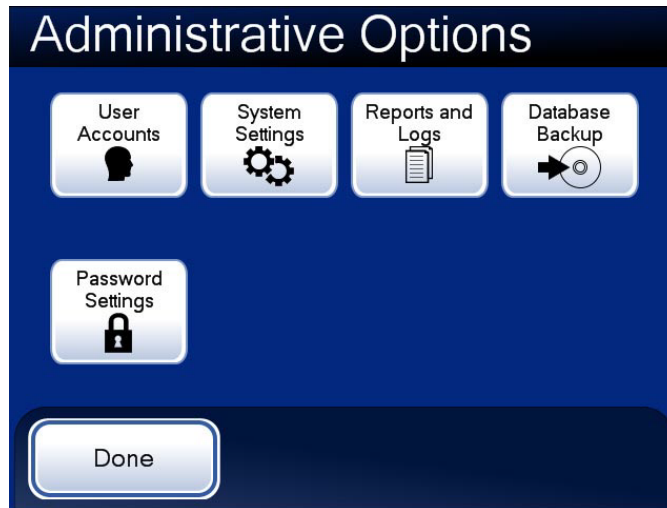 Administrative Options
User
Accounts
System
Settings
Reports and
Logs
Database
Backup
Password
Settings
Done